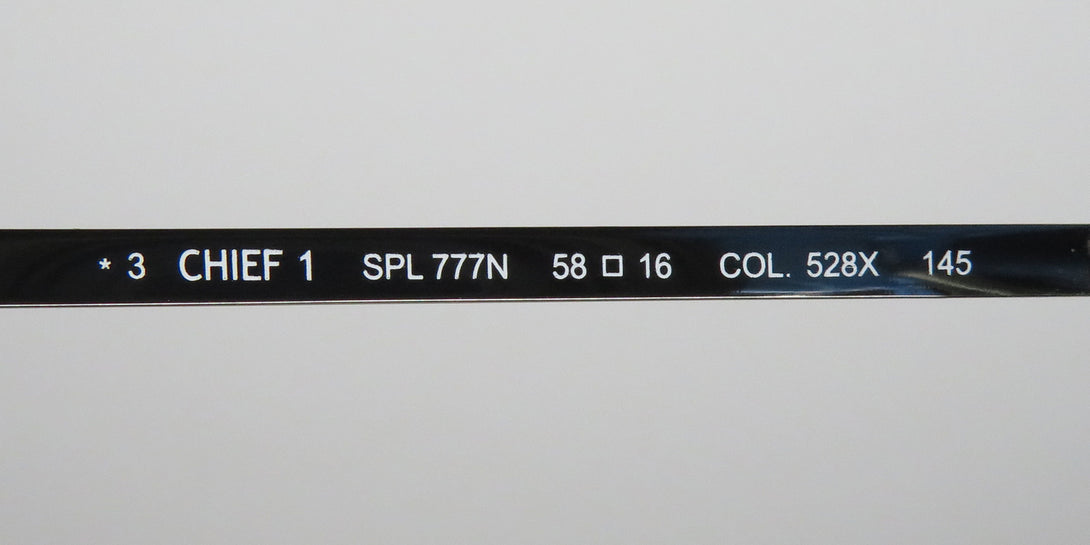 * 3 CHIEF 1 SPL 777N 58 □ 16 COL. 528X 145